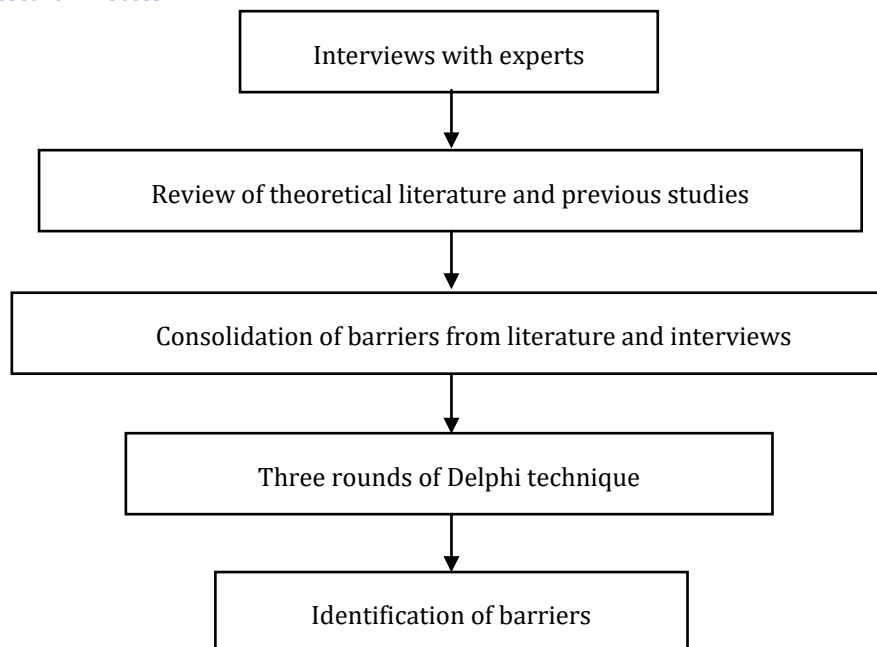 Interviews with experts
Review of theoretical literature and previous studies
Consolidation of barriers from literature and interviews
Three rounds of Delphi technique
Identification of barriers